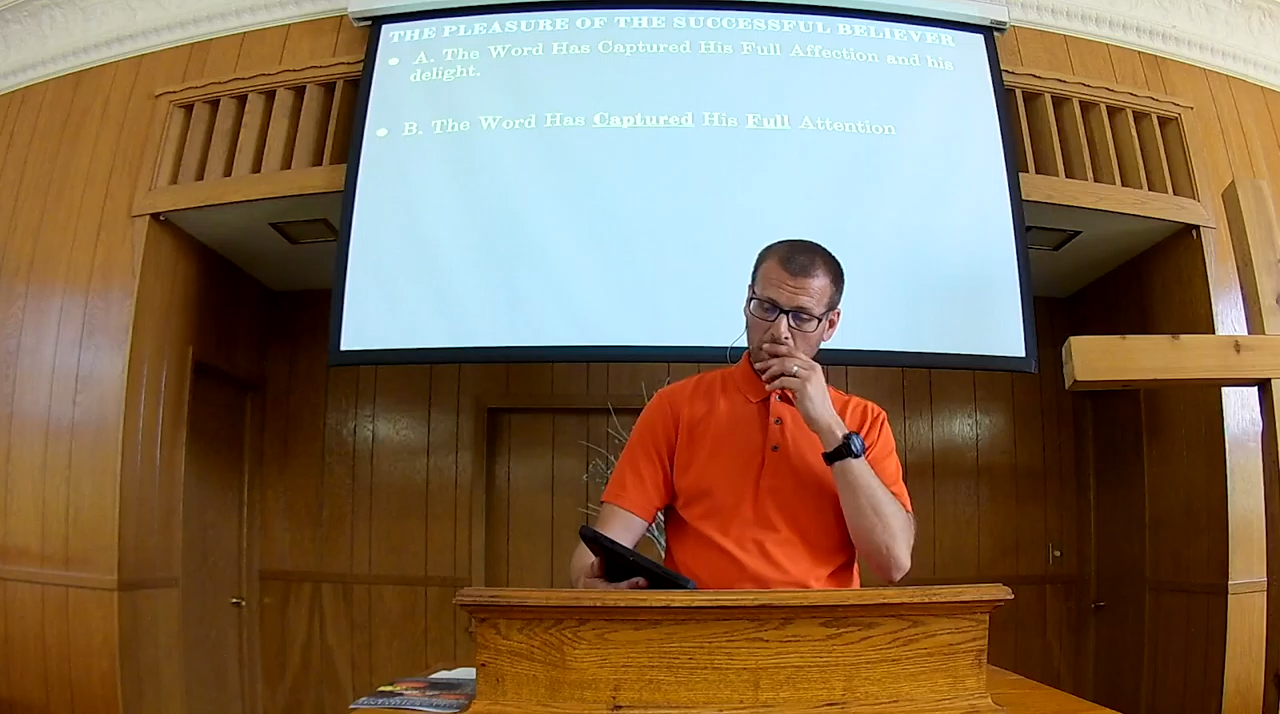 THE PLEASURE OF THE SUCCESSFUL BELIEVER
• A. The Word Has Captured His Full Affection and his
delight.
• B. The Word Has Captured His Full Attention